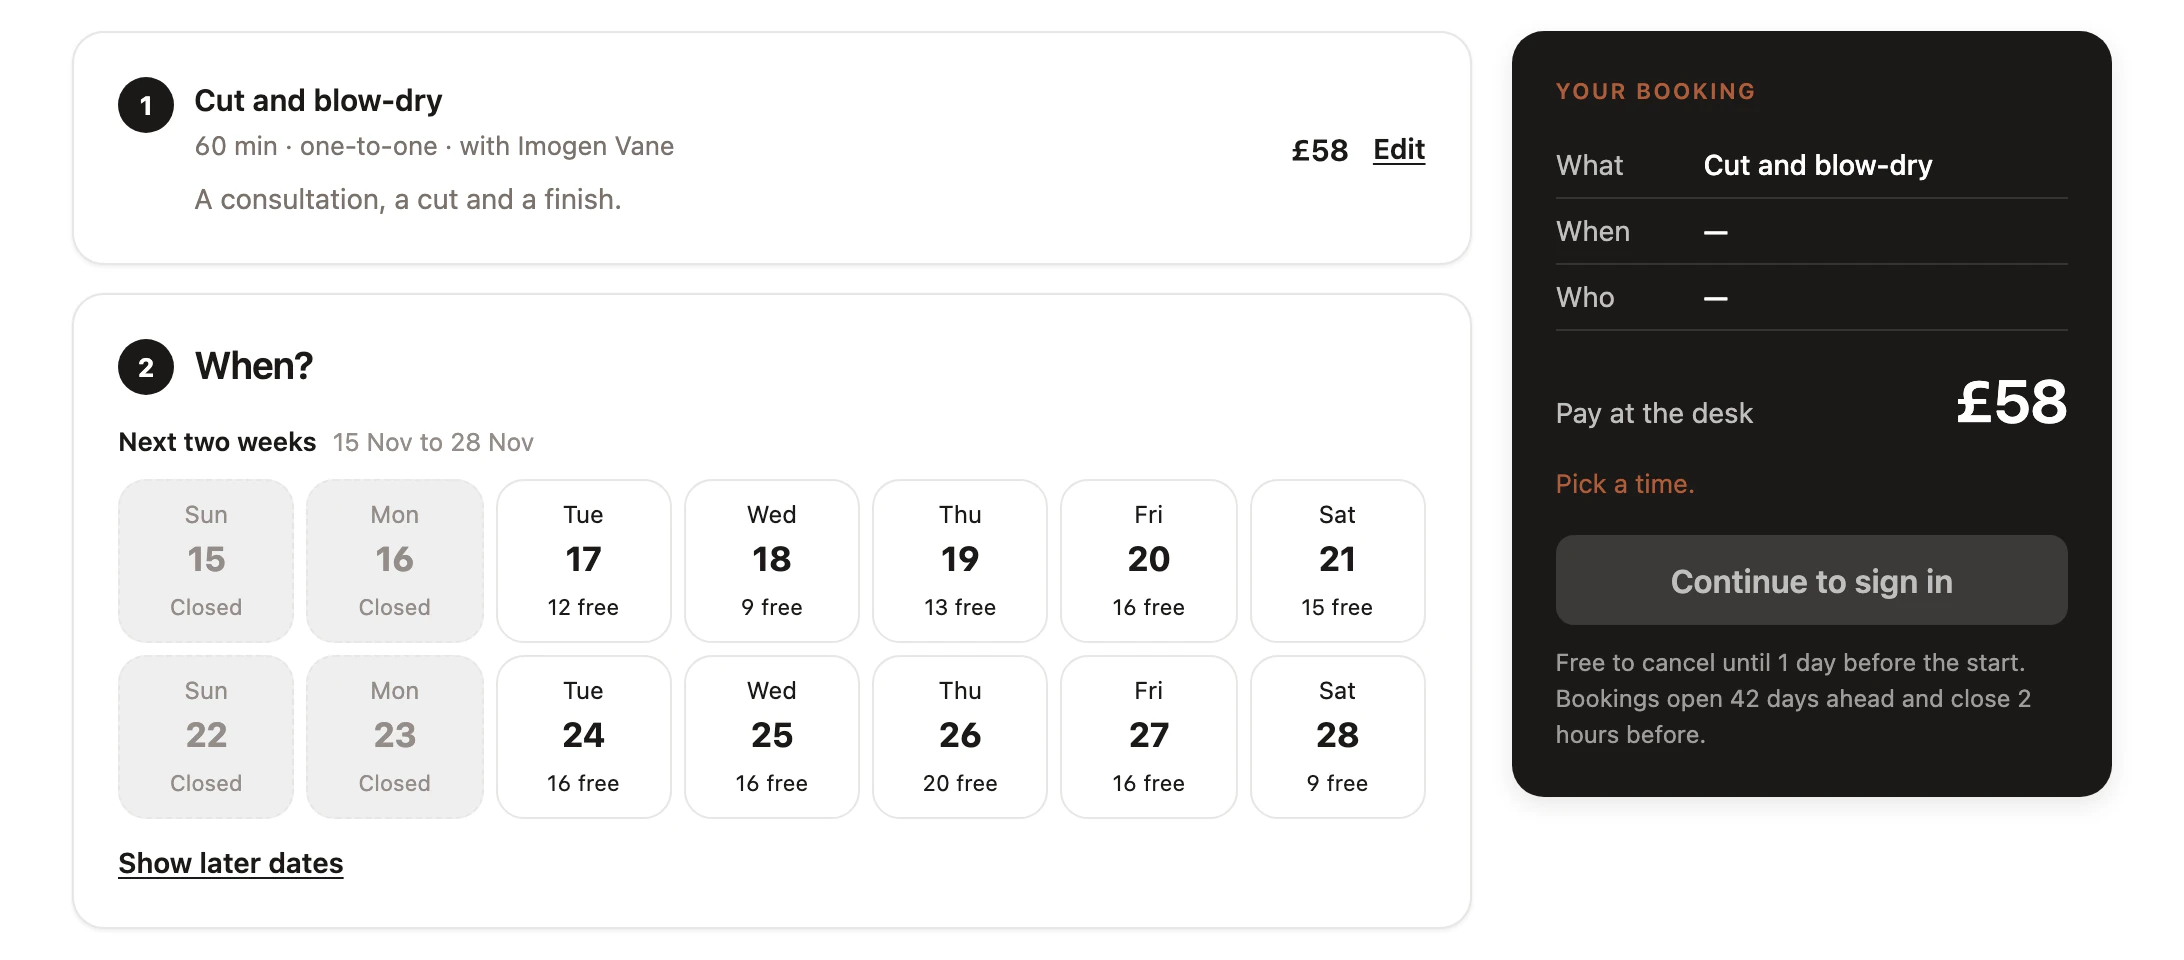 1
Cut and blow-dry
60 min · one-to-one · with Imogen Vane
A consultation, a cut and a finish.
£58 Edit
2
When?
Next two weeks 15 Nov to 28 Nov
Sun Mon Tue Wed Thu Fri Sat
15 16 17 18 19 20 21
Closed Closed 12 free 9 free 13 free 16 free 15 free
Sun Mon Tue Wed Thu Fri Sat
22 23 24 25 26 27 28
Closed Closed 16 free 16 free 20 free 16 free 9 free
Show later dates
YOUR BOOKING
What Cut and blow-dry
When —
Who —
Pay at the desk £58
Pick a time.
Continue to sign in
Free to cancel until 1 day before the start.
Bookings open 42 days ahead and close 2
hours before.